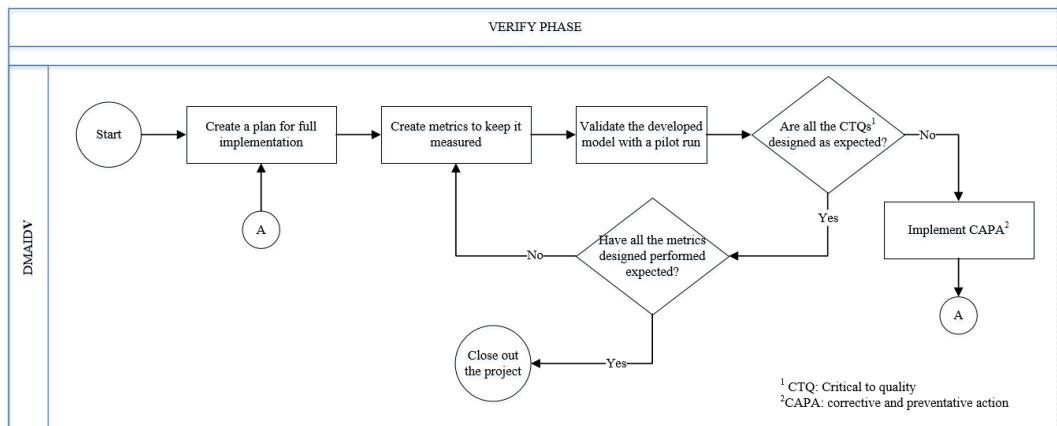 VERIFY PHASE
DMAIDV
Start
Create a plan for full
implementation
A
Create metrics to keep it
measured
Validate the developed
model with a pilot run
Are all the CTQs¹
designed as expected?
No
Yes
Implement CAPA²
A
Have all the metrics
designed performed
expected?
No
Yes
Close out
the project
¹ CTQ: Critical to quality
²CAPA: corrective and preventative action